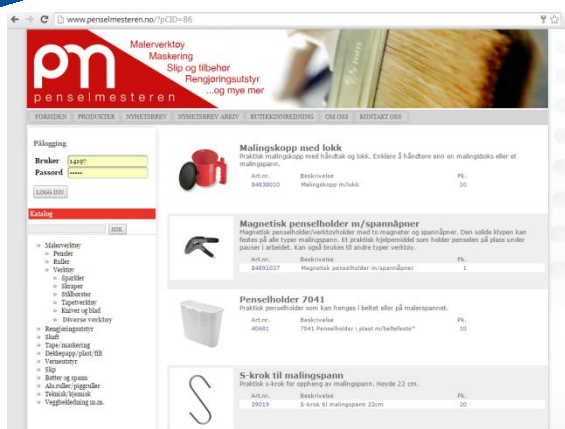 www.penselmesteren.no/?pCID=86
Malerverktøy
Maskering
Slip og tilbehør
Rengjøringsutstyr
...og mye mer
pm
penselmesteren
FORSIDEN PRODUKTER NYHETSBREV NYHETSBREV ARKIV BUTIKKINNREDNING OM OSS KONTAKT OSS
Pålogging
Bruker 14197
Passord •••••
LOGG INN
Katalog
SØK
» Malerverktøy
» Pensler
» Ruller
» Verktøy
» Sparkler
» Skraper
» Stålbørster
» Tapetverktøy
» Kniver og blad
» Diverse verktøy
» Rengjøringsutstyr
» Skaft
» Tape/maskering
» Dekkepapp/plast/filt
» Verneutstyr
» Slip
» Bøtter og spann
» Alu.ruller/piggruller
» Teknisk/kjemisk
» Veggbekledning m.m.
Malingskopp med lokk
Praktisk malingskopp med håndtak og lokk. Enklere å håndtere enn en malingsboks eller et
malingspann.
Art.nr. Beskrivelse Pk.
84838010 Malingskopp m/lokk 10
Magnetisk penselholder m/spannåpner
Magnetisk penselholder/verktøyholder med to magneter og spannåpner. Den solide klypen kan
festes på alle typer malingspann. Et praktisk hjelpemiddel som holder penselen på plass under
pauser i arbeidet. Kan også brukes til andre typer verktøy.
Art.nr. Beskrivelse Pk.
84891037 Magnetisk penselholder m/spannåpner 1
Penselholder 7041
Praktisk penselholder som kan henges i beltet eller på malerspannet.
Art.nr. Beskrivelse Pk.
40681 7041 Penselholder i plast m/beltefeste* 10
S-krok til malingspann
Praktisk s-krok for oppheng av malingspann. Høyde 22 cm.
Art.nr. Beskrivelse Pk.
29019 S-krok til malingspann 22cm 20